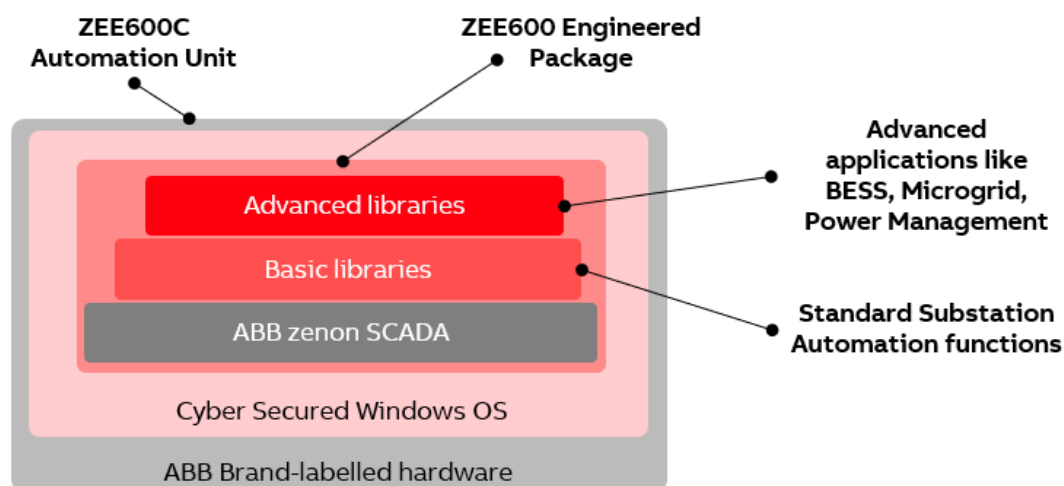 ZEE600C
Automation Unit
ZEE600 Engineered
Package
Advanced
applications like
BESS, Microgrid,
Power Management
Advanced libraries
Basic libraries
Standard Substation
Automation functions
ABB zenon SCADA
Cyber Secured Windows OS
ABB Brand-labelled hardware